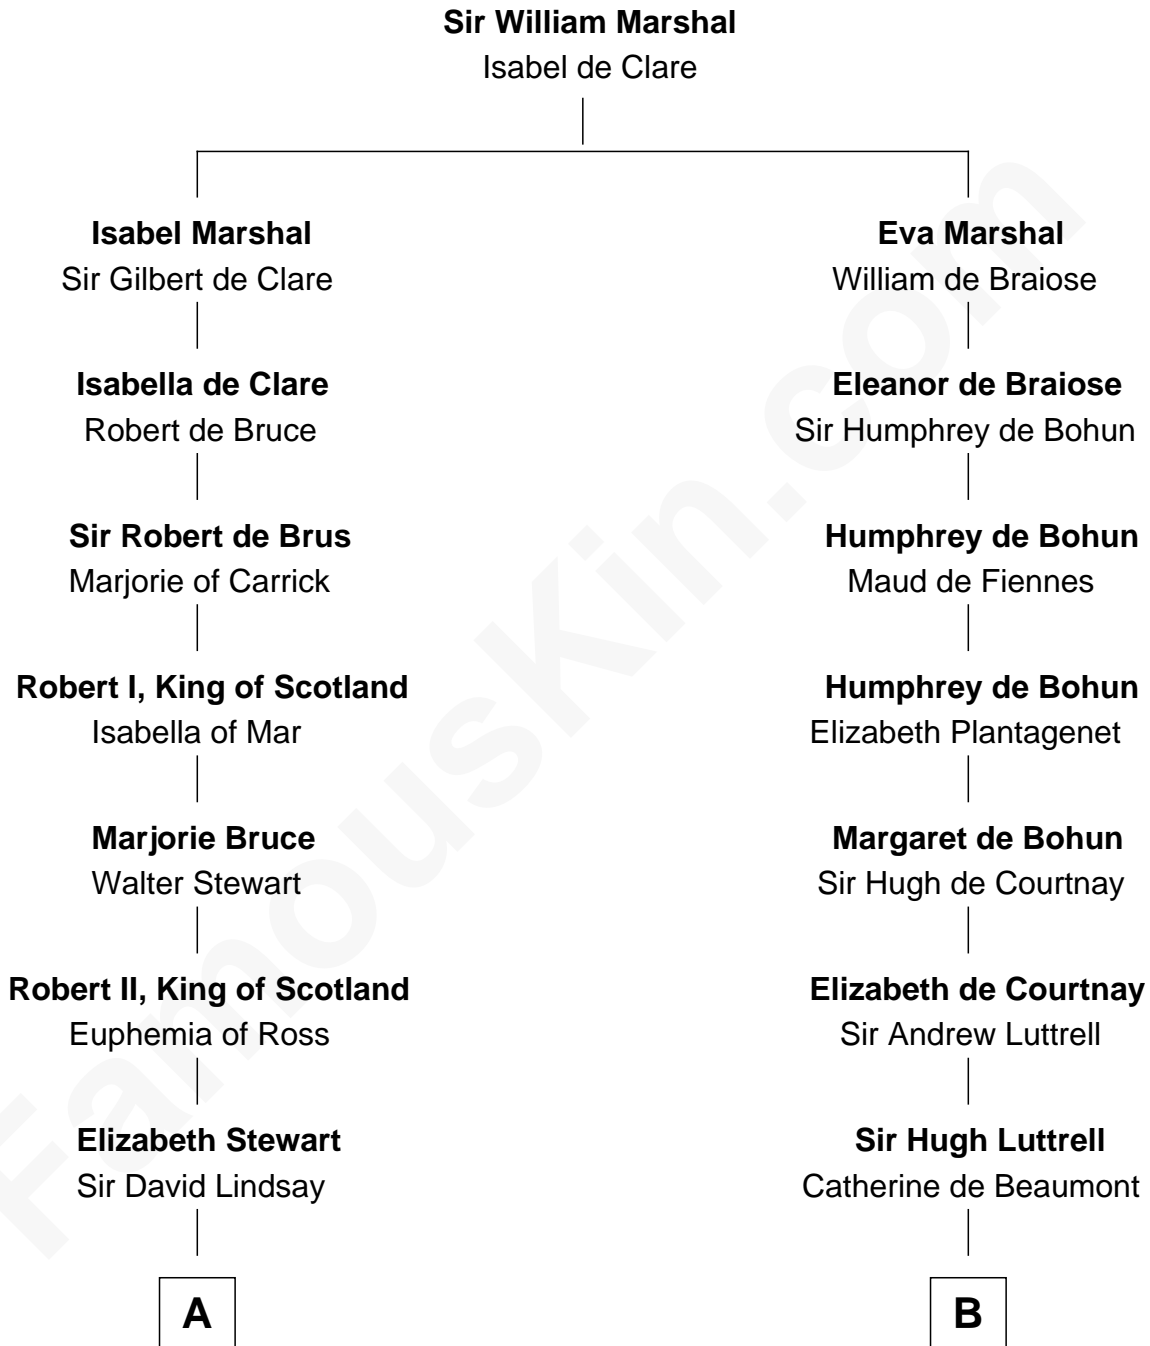 Sir William Marshal
Isabel de Clare
Isabel Marshal
Sir Gilbert de Clare
Eva Marshal
William de Braiose
Isabella de Clare
Robert de Bruce
Eleanor de Braiose
Sir Humphrey de Bohun
Sir Robert de Brus
Marjorie of Carrick
Humphrey de Bohun
Maud de Fiennes
Robert I, King of Scotland
Isabella of Mar
Humphrey de Bohun
Elizabeth Plantagenet
Marjorie Bruce
Walter Stewart
Margaret de Bohun
Sir Hugh de Courtnay
Robert II, King of Scotland
Euphemia of Ross
Elizabeth de Courtnay
Sir Andrew Luttrell
Elizabeth Stewart
Sir David Lindsay
Sir Hugh Luttrell
Catherine de Beaumont
A
B
FamousKin.com